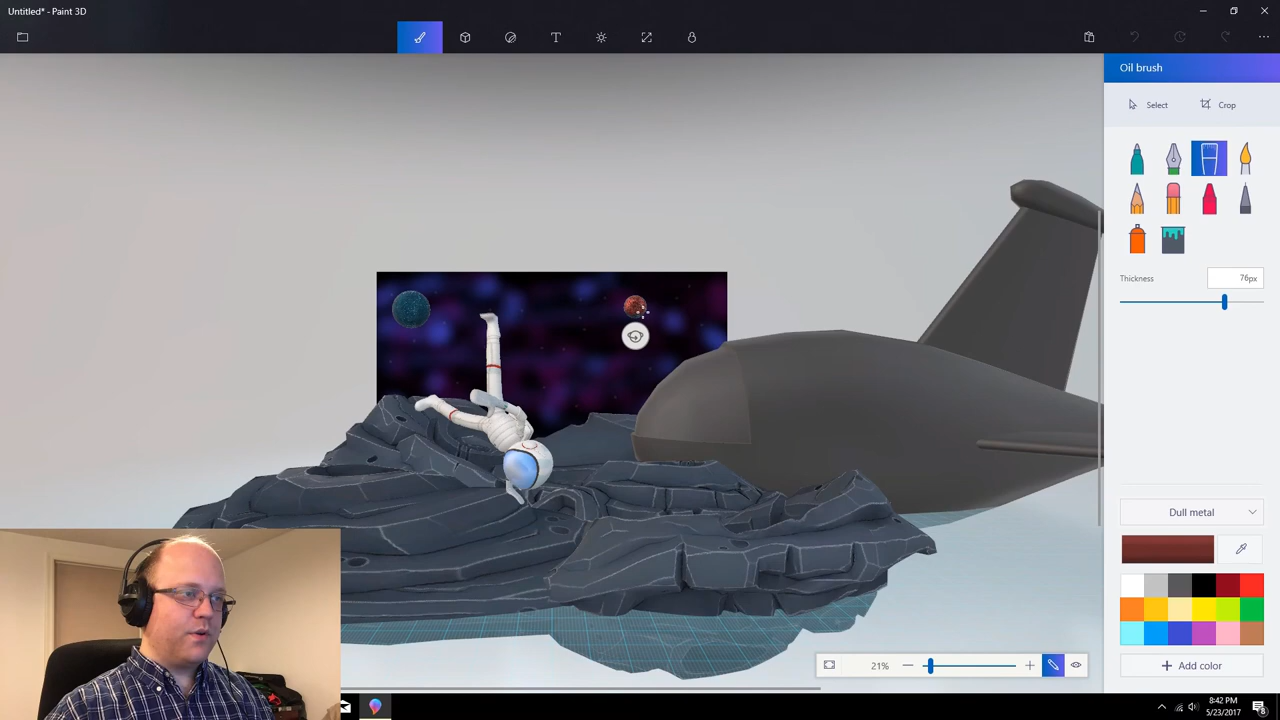 Untitled* - Paint 3D
Oil brush
Select
Crop
Thickness
76px
Dull metal
Add color
21%
8:42 PM
5/23/2017
8